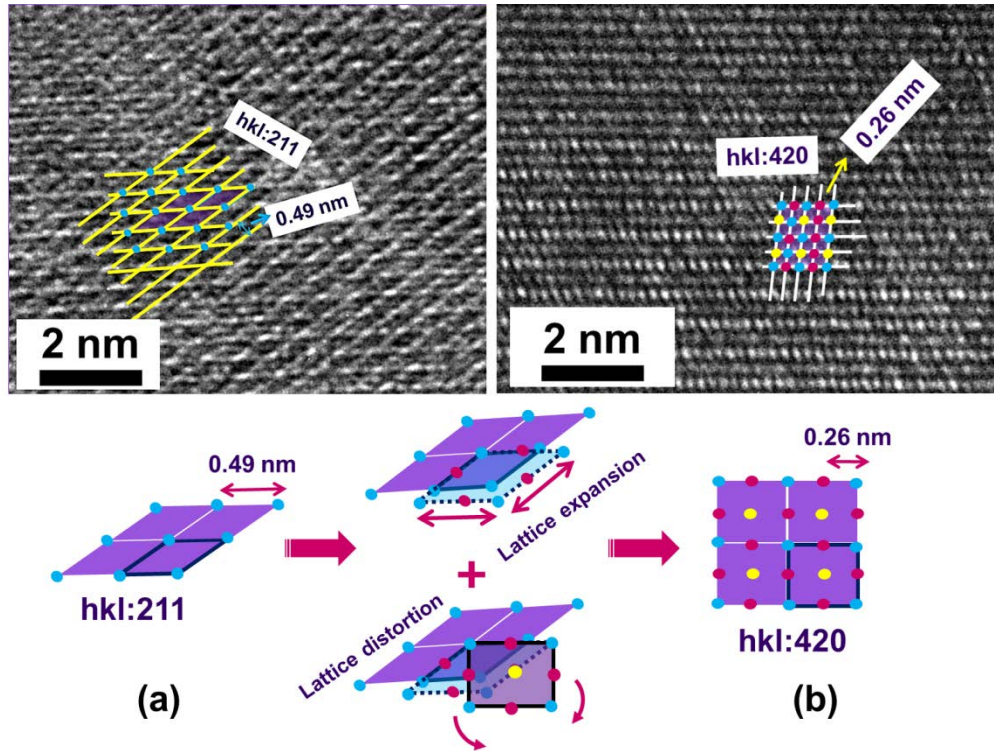 hkl:211
0.49 nm
2 nm
hkl:420
0.26 nm
2 nm
0.49 nm
hkl:211
(a)
Lattice expansion
+
Lattice distortion
0.26 nm
hkl:420
(b)